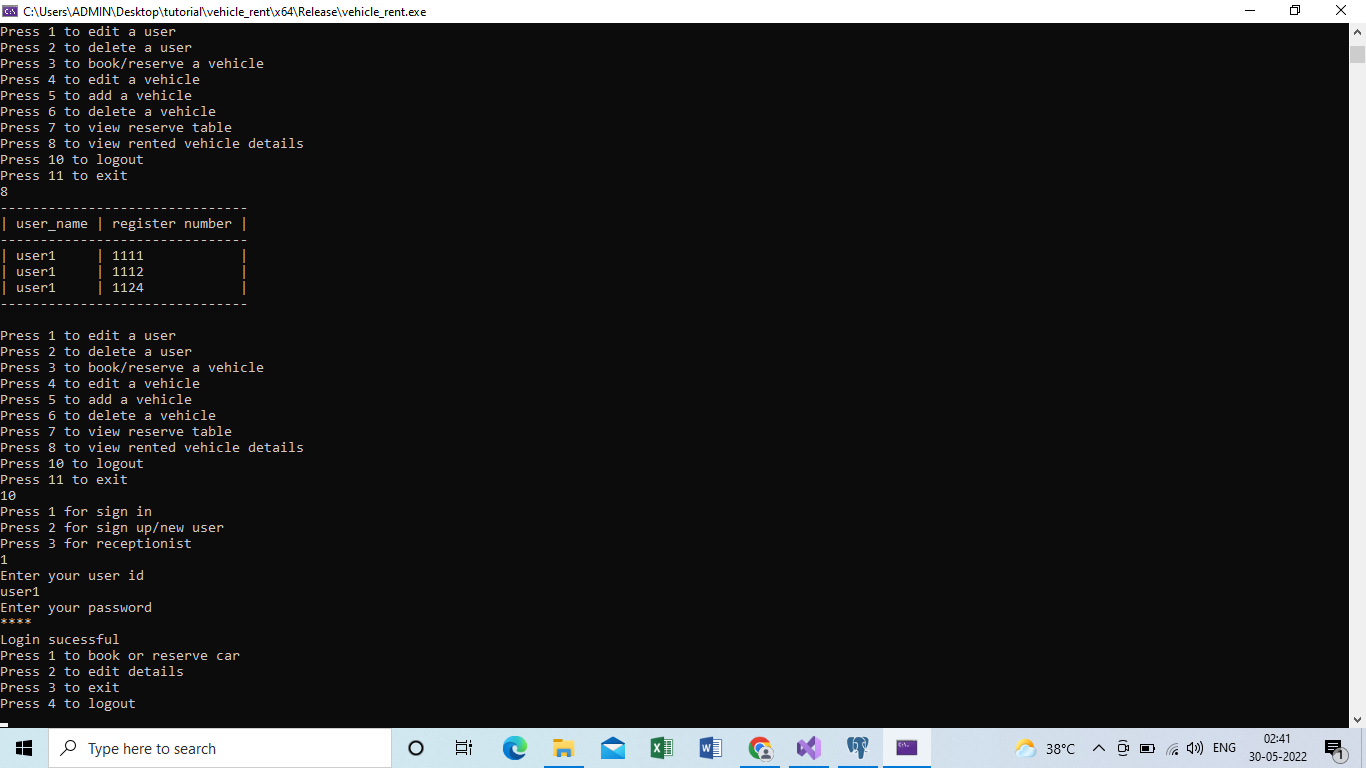 C:\Users\ADMIN\Desktop\tutorial\vehicle_rent\x64\Release\vehicle_rent.exe
Press 1 to edit a user
Press 2 to delete a user
Press 3 to book/reserve a vehicle
Press 4 to edit a vehicle
Press 5 to add a vehicle
Press 6 to delete a vehicle
Press 7 to view reserve table
Press 8 to view rented vehicle details
Press 10 to logout
Press 11 to exit
8
-------------------------------
| user_name | register number |
-------------------------------
| user1     | 1111            |
| user1     | 1112            |
| user1     | 1124            |
-------------------------------
Press 1 to edit a user
Press 2 to delete a user
Press 3 to book/reserve a vehicle
Press 4 to edit a vehicle
Press 5 to add a vehicle
Press 6 to delete a vehicle
Press 7 to view reserve table
Press 8 to view rented vehicle details
Press 10 to logout
Press 11 to exit
10
Press 1 for sign in
Press 2 for sign up/new user
Press 3 for receptionist
1
Enter your user id
user1
Enter your password
****
Login sucessful
Press 1 to book or reserve car
Press 2 to edit details
Press 3 to exit
Press 4 to logout
Type here to search
38°C
ENG
02:41
30-05-2022
1